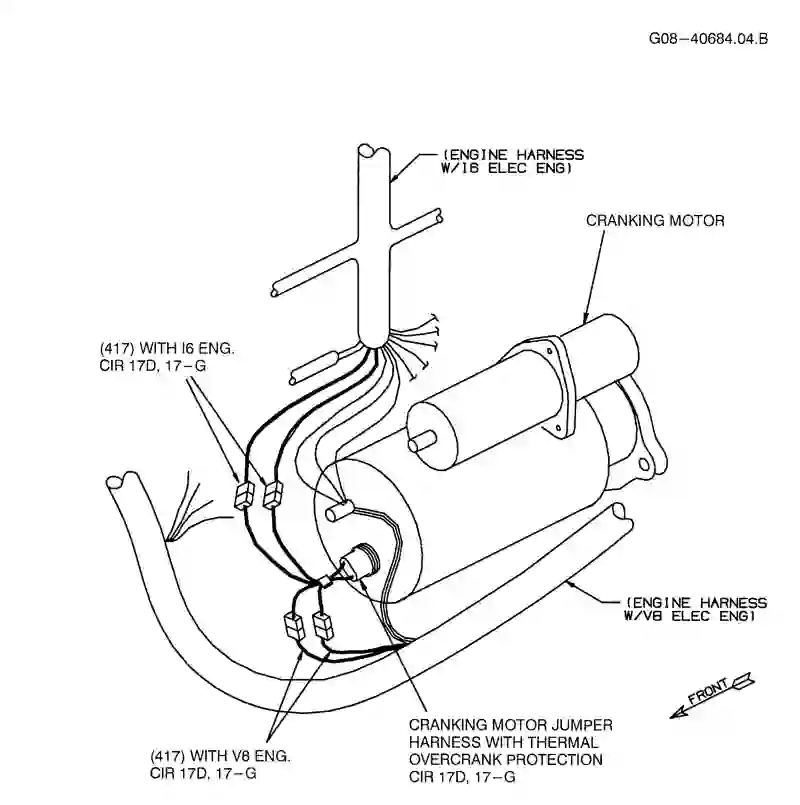 G08-40684.04.B
(ENGINE HARNESS
W/I6 ELEC ENG)
CRANKING MOTOR
(417) WITH I6 ENG.
CIR 17D, 17-G
(ENGINE HARNESS
W/V8 ELEC ENG)
FRONT
CRANKING MOTOR JUMPER
HARNESS WITH THERMAL
OVERCRANK PROTECTION
CIR 17D, 17-G
(417) WITH V8 ENG.
CIR 17D, 17-G